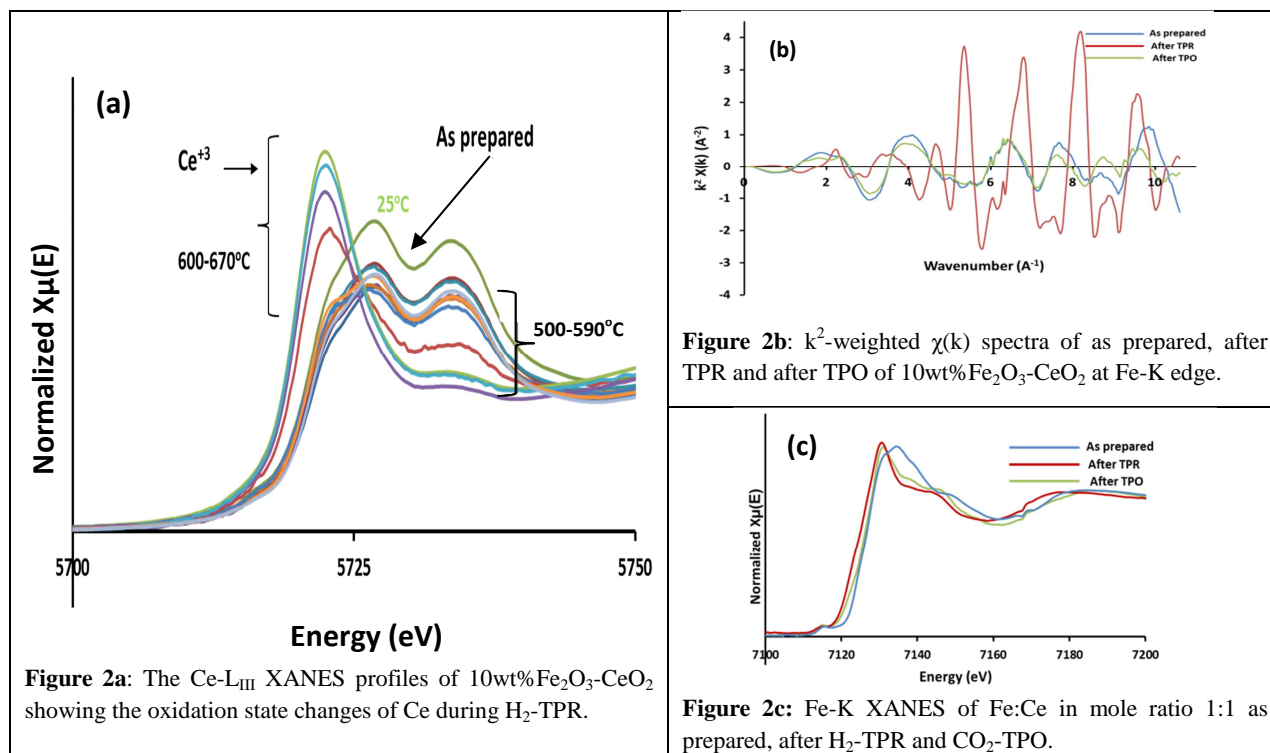 (a)
Ce+3
As prepared
25°C
600-670°C
500-590°C
Normalized Xμ(E)
5700
5725
5750
Energy (eV)
Figure 2a: The Ce-LIII XANES profiles of 10wt%Fe2O3-CeO2
showing the oxidation state changes of Ce during H2-TPR.
(b)
As prepared
After TPR
After TPO
k2 X(k) (A-2)
4
3
2
1
0
-1
-2
-3
-4
0
2
4
6
8
10
Wavenumber (A-1)
Figure 2b: k2-weighted χ(k) spectra of as prepared, after
TPR and after TPO of 10wt%Fe2O3-CeO2 at Fe-K edge.
(c)
As prepared
After TPR
After TPO
Normalized Xμ(E)
7100
7120
7140
7160
7180
7200
Energy (eV)
Figure 2c: Fe-K XANES of Fe:Ce in mole ratio 1:1 as
prepared, after H2-TPR and CO2-TPO.